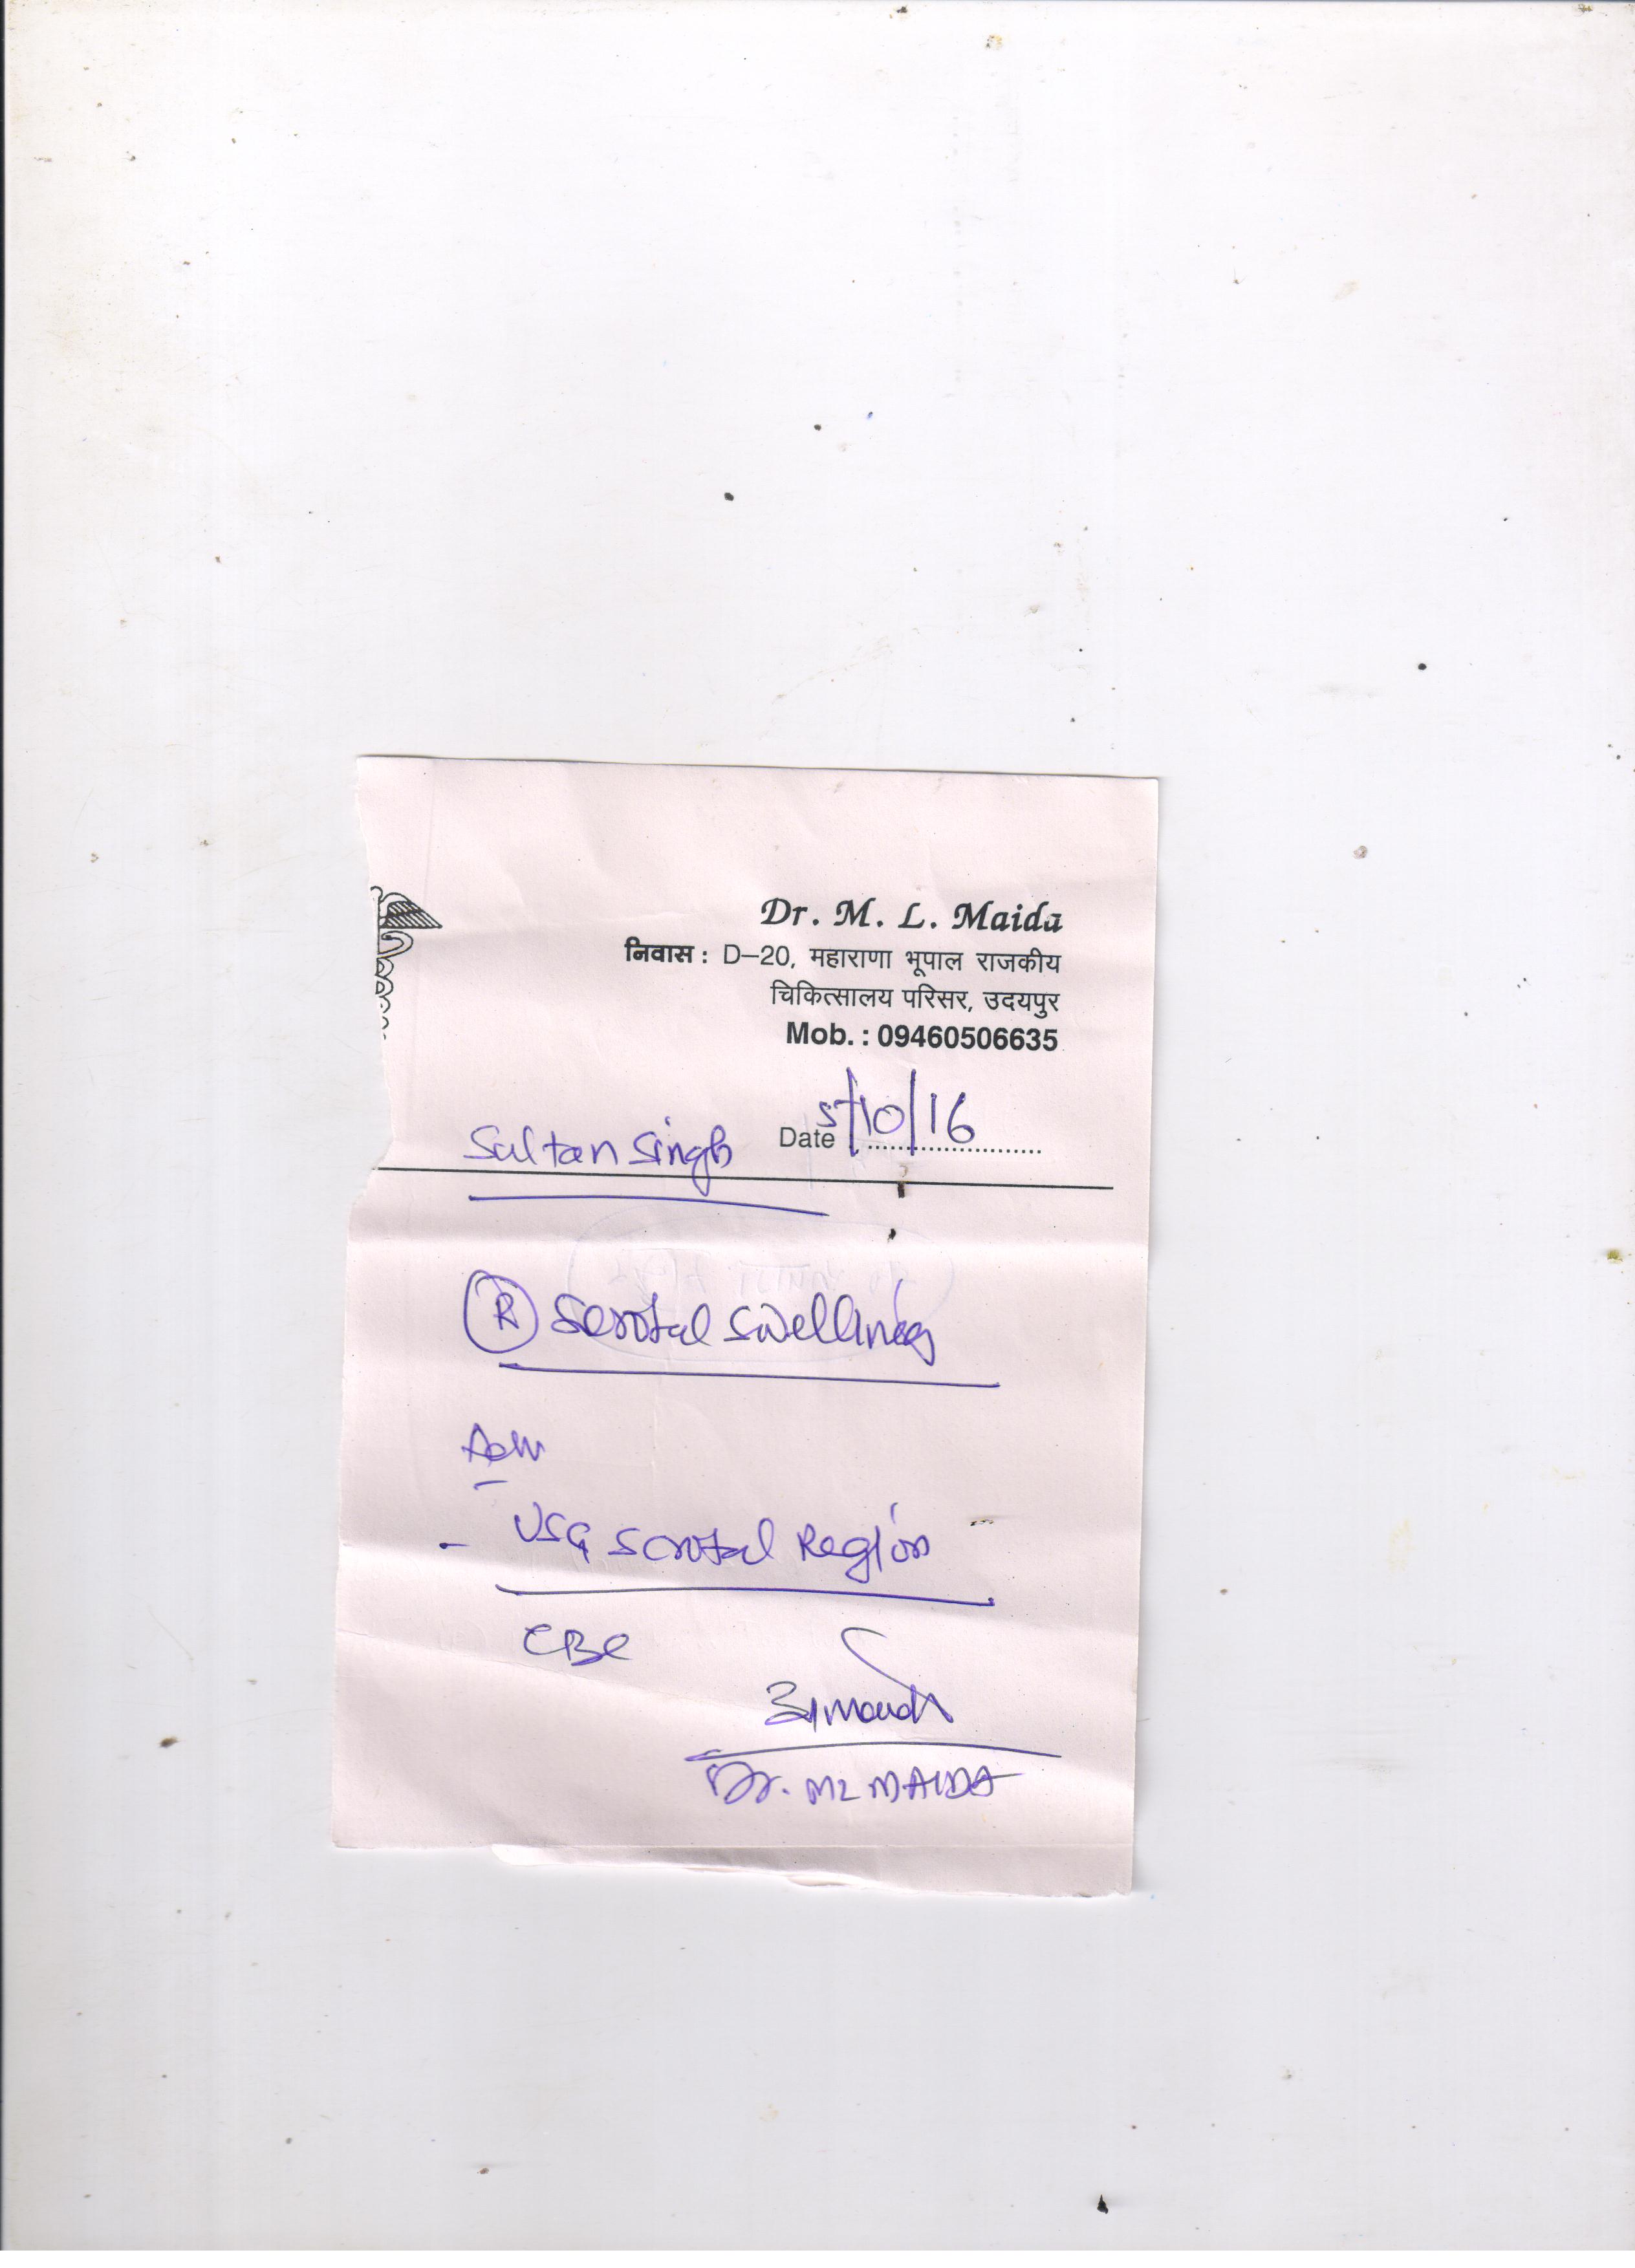 Dr. M. L. Maida
निवास : D–20, महाराणा भूपाल राजकीय
चिकित्सालय परिसर, उदयपुर
Mob. : 09460506635
Sultan Singh Date 5/10/16
(R) Scrotal Swelling
Adv
- USG Scrotal Region
CBC
Dr. ML MAIDA